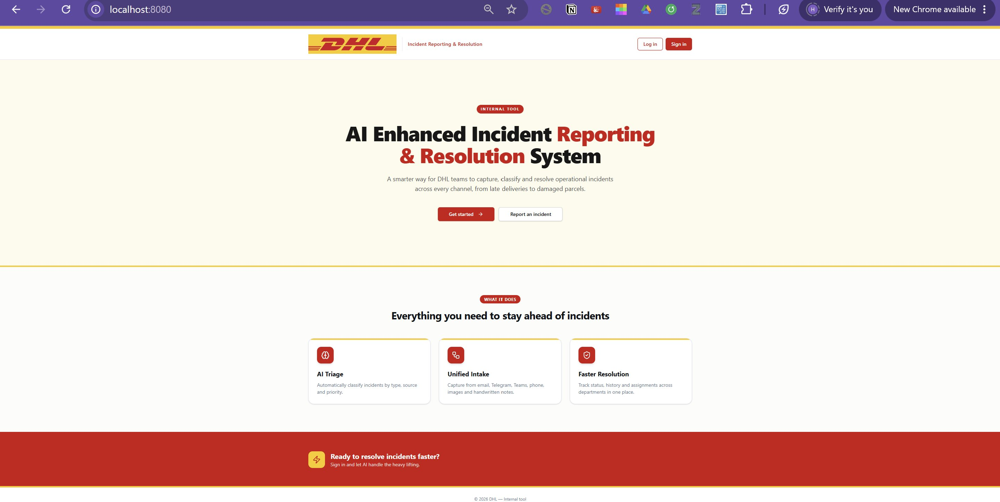 localhost:8080
Verify it's you
New Chrome available
DHL
Incident Reporting & Resolution
Log in
Sign in
INTERNAL TOOL
AI Enhanced Incident Reporting
& Resolution System
A smarter way for DHL teams to capture, classify and resolve operational incidents
across every channel, from late deliveries to damaged parcels.
Get started
Report an incident
WHAT IT DOES
Everything you need to stay ahead of incidents
AI Triage
Automatically classify incidents by type, source
and priority.
Unified Intake
Capture from email, Telegram, Teams, phone,
images and handwritten notes.
Faster Resolution
Track status, history and assignments across
departments in one place.
Ready to resolve incidents faster?
Sign in and let AI handle the heavy lifting.
© 2026 DHL — Internal tool